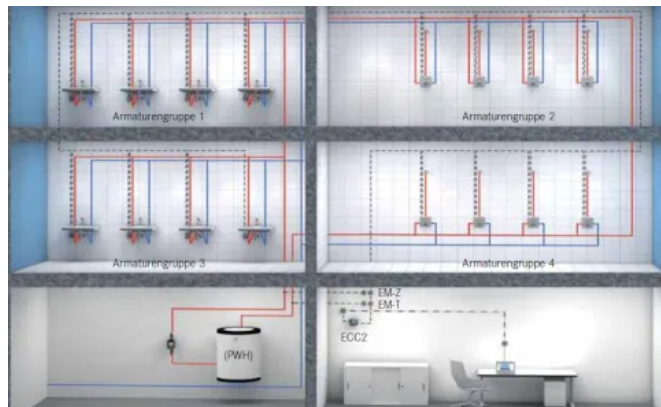 Armaturengruppe 1
Armaturengruppe 2
Armaturengruppe 3
Armaturengruppe 4
EM-Z
EM-T
ECC2
(PWH)